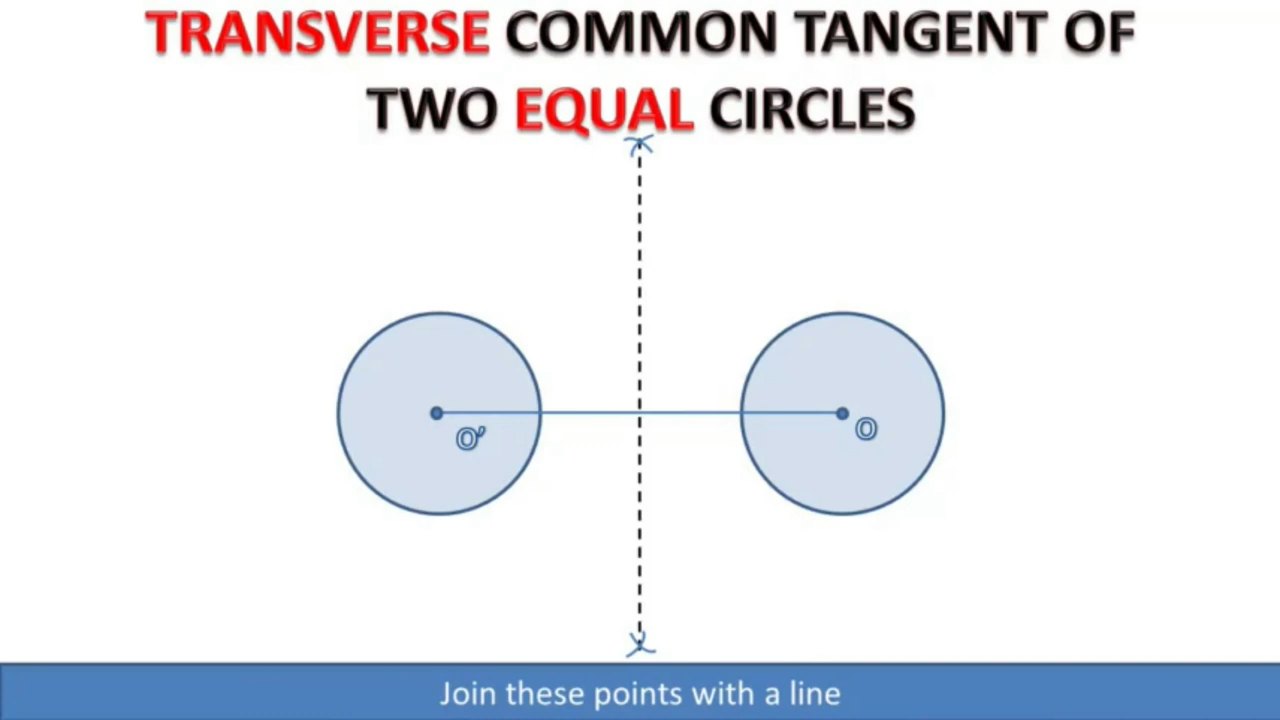 TRANSVERSE COMMON TANGENT OF
TWO EQUAL CIRCLES
O'
O
Join these points with a line